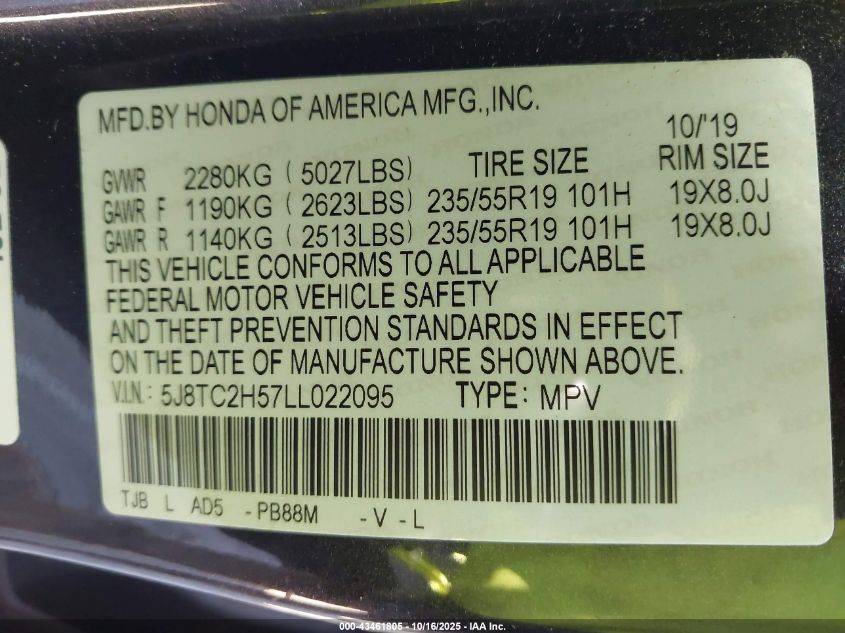 MFD.BY HONDA OF AMERICA MFG.,INC.
10/'19
GVWR 2280KG ( 5027LBS) TIRE SIZE RIM SIZE
GAWR F 1190KG ( 2623LBS) 235/55R19 101H 19X8.0J
GAWR R 1140KG ( 2513LBS) 235/55R19 101H 19X8.0J
THIS VEHICLE CONFORMS TO ALL APPLICABLE
FEDERAL MOTOR VEHICLE SAFETY
AND THEFT PREVENTION STANDARDS IN EFFECT
ON THE DATE OF MANUFACTURE SHOWN ABOVE.
V.I.N.: 5J8TC2H57LL022095 TYPE: MPV
TJB L AD5 -PB88M -V -L
000-43461805 - 10/16/2025 - IAA Inc.